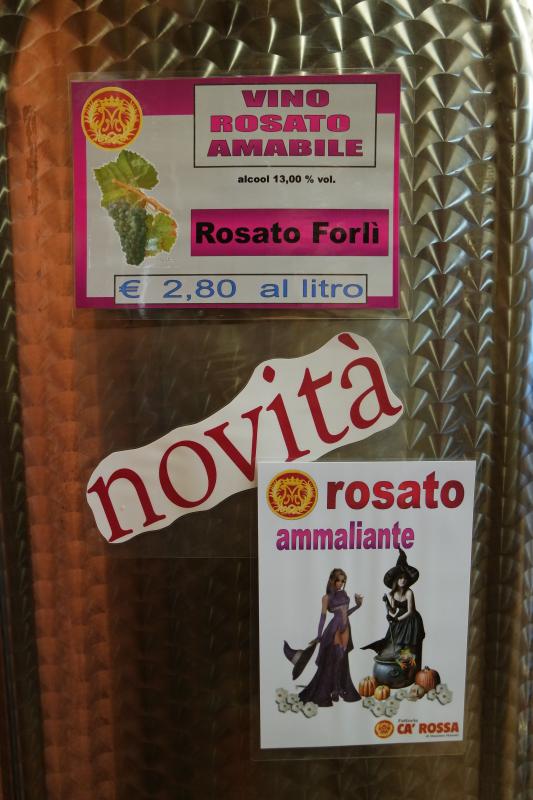 VINO
ROSATO
AMABILE
alcool 13,00 % vol.
Rosato Forlì
€ 2,80 al litro
novità
rosato
ammaliante
Fattoria
CA' ROSSA